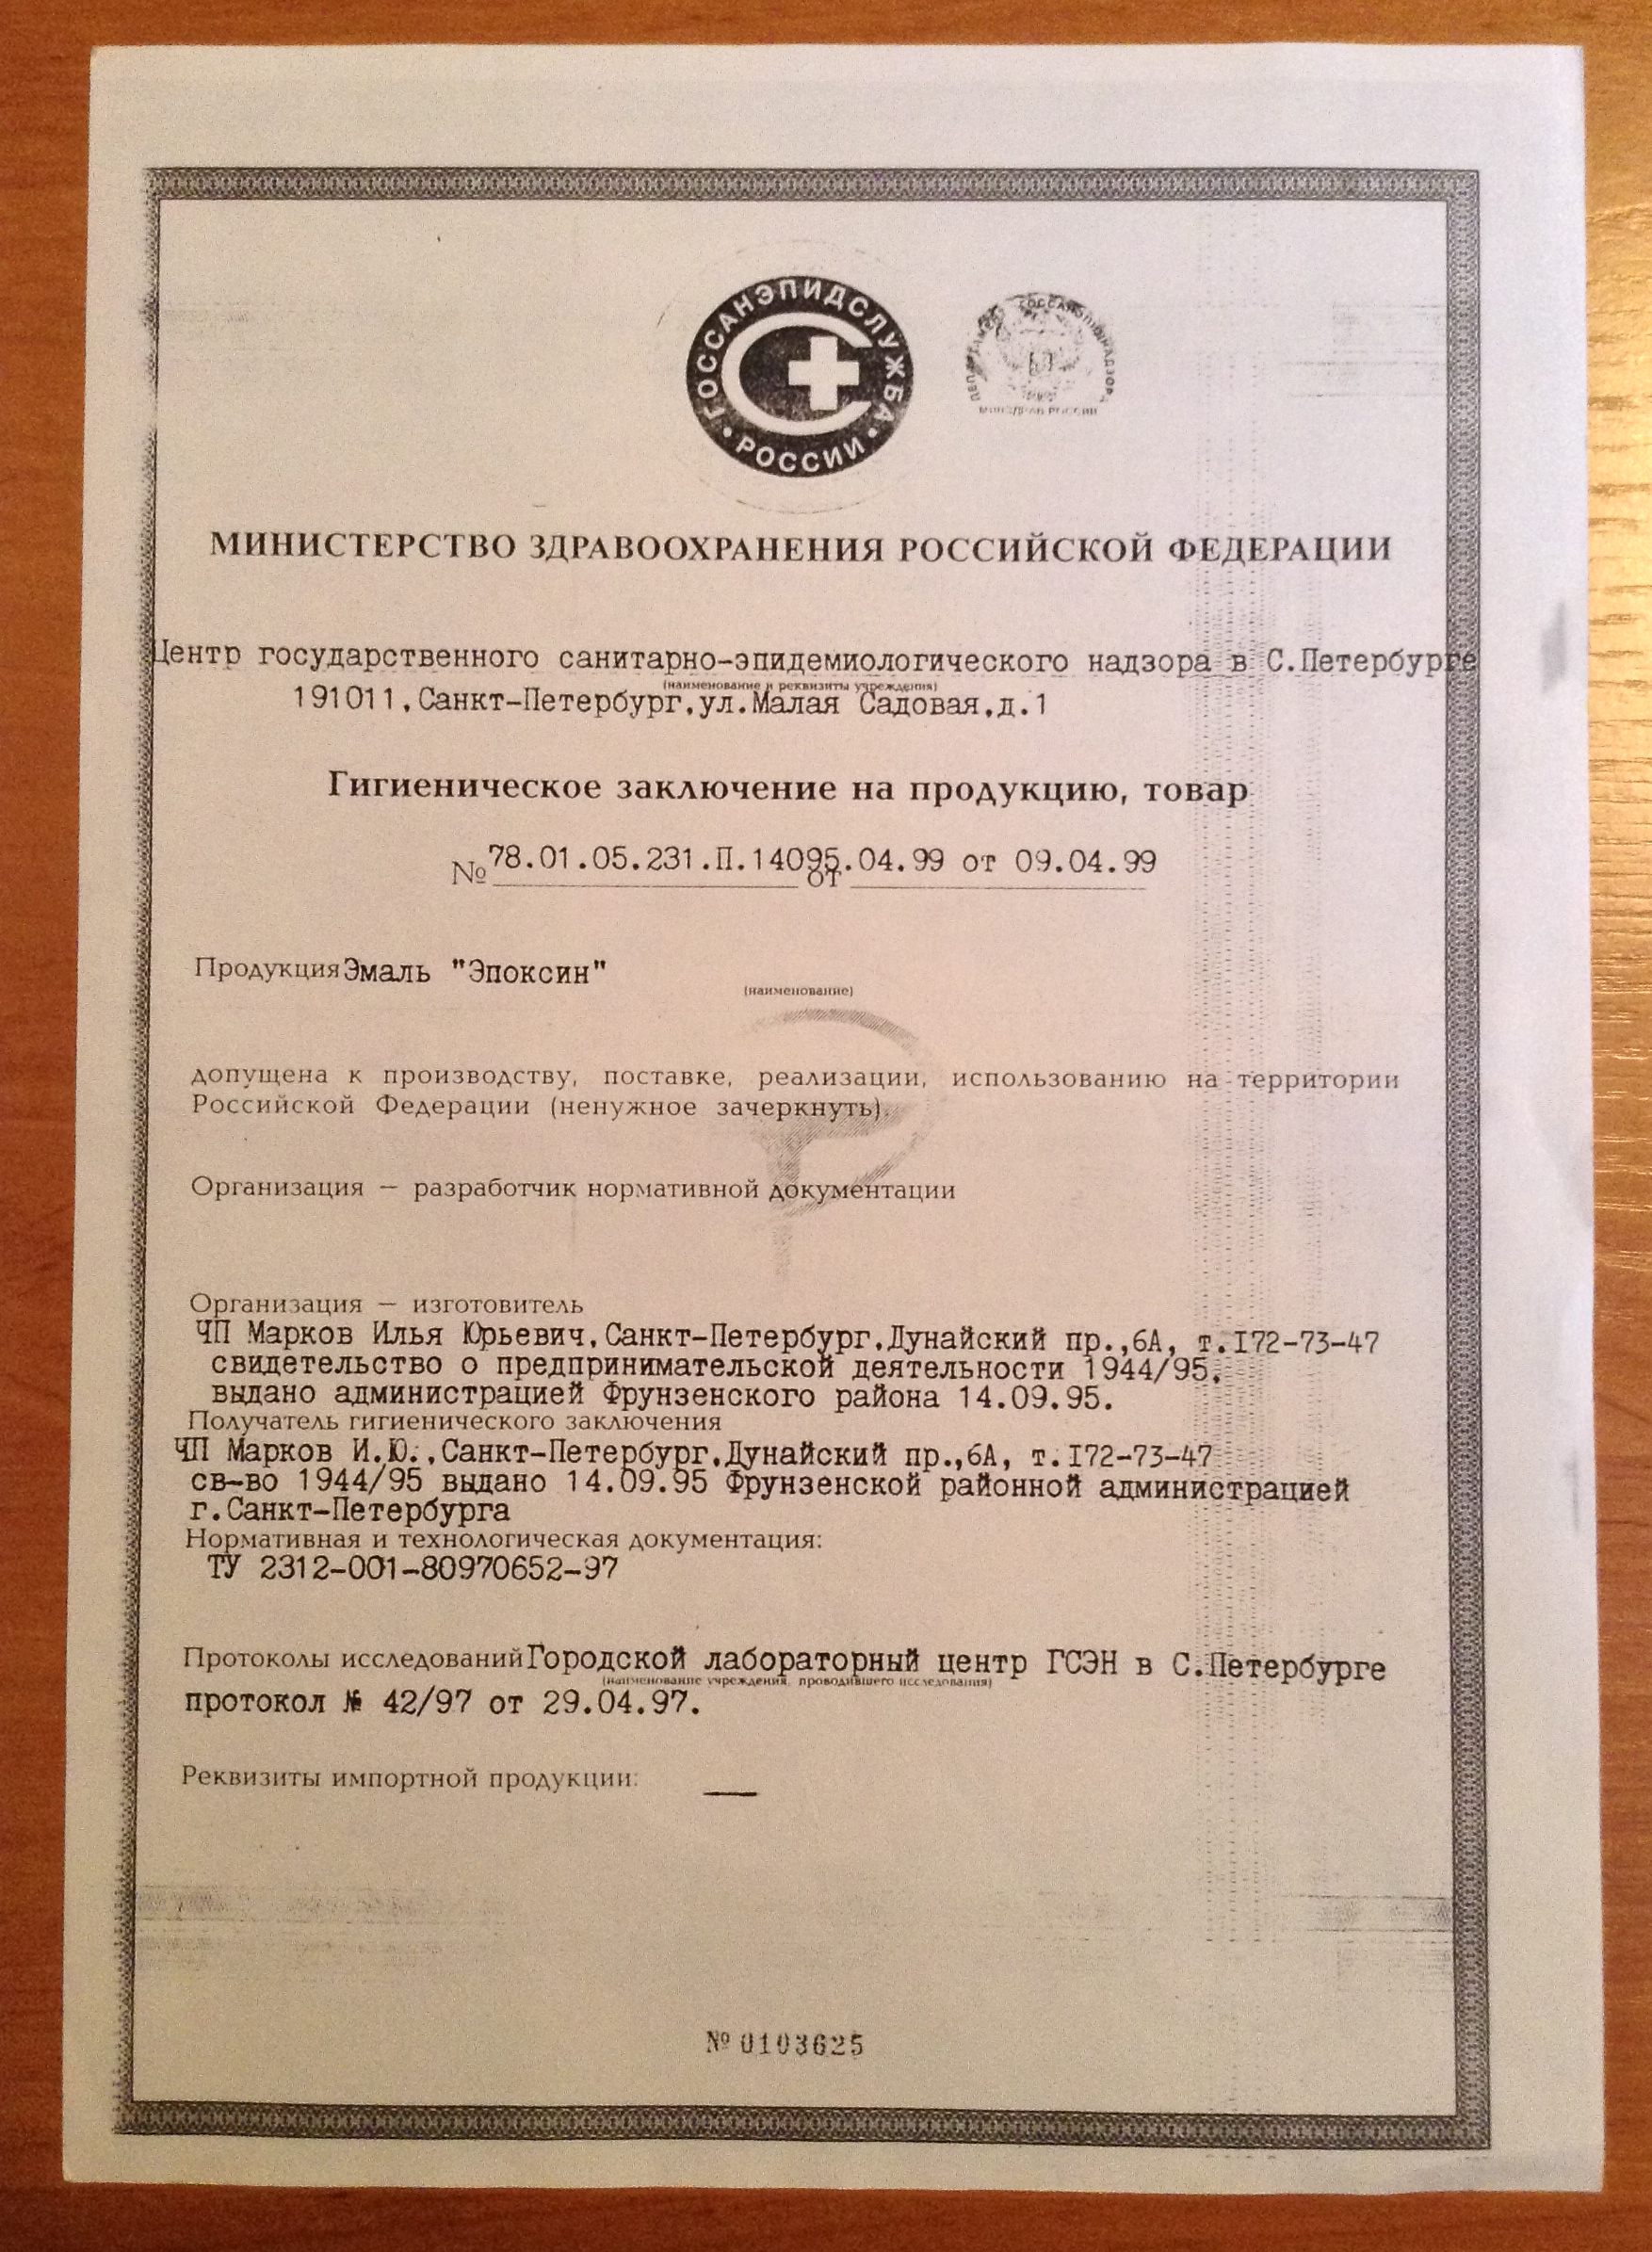 ГОССАНЭПИДСЛУЖБА
• РОССИИ •
ГОССАНЭПИДНАДЗОРА
МИНЗДРАВ РОССИИ
МИНИСТЕРСТВО ЗДРАВООХРАНЕНИЯ РОССИЙСКОЙ ФЕДЕРАЦИИ
Центр государственного санитарно-эпидемиологического надзора в С.Петербурге
(наименование и реквизиты учреждения)
191011,Санкт-Петербург,ул.Малая Садовая,д.1
Гигиеническое заключение на продукцию, товар
№ 78.01.05.231.П.14095.04.99 от 09.04.99
от
Продукция Эмаль "Эпоксин"
(наименование)
допущена к производству, поставке, реализации, использованию на территории
Российской Федерации (ненужное зачеркнуть).
Организация — разработчик нормативной документации
Организация — изготовитель
ЧП Марков Илья Юрьевич,Санкт-Петербург,Дунайский пр.,6А, т.I72-73-47
свидетельство о предпринимательской деятельности 1944/95,
выдано администрацией Фрунзенского района 14.09.95.
Получатель гигиенического заключения
ЧП Марков И.Ю.,Санкт-Петербург,Дунайский пр.,6А, т.I72-73-47
св-во 1944/95 выдано 14.09.95 Фрунзенской районной администрацией
г.Санкт-Петербурга
Нормативная и технологическая документация:
ТУ 2312-001-80970652-97
Протоколы исследований Городской лабораторный центр ГСЭН в С.Петербурге
(наименование учреждения, проводившего исследования)
протокол № 42/97 от 29.04.97.
Реквизиты импортной продукции: —
№ 0103625